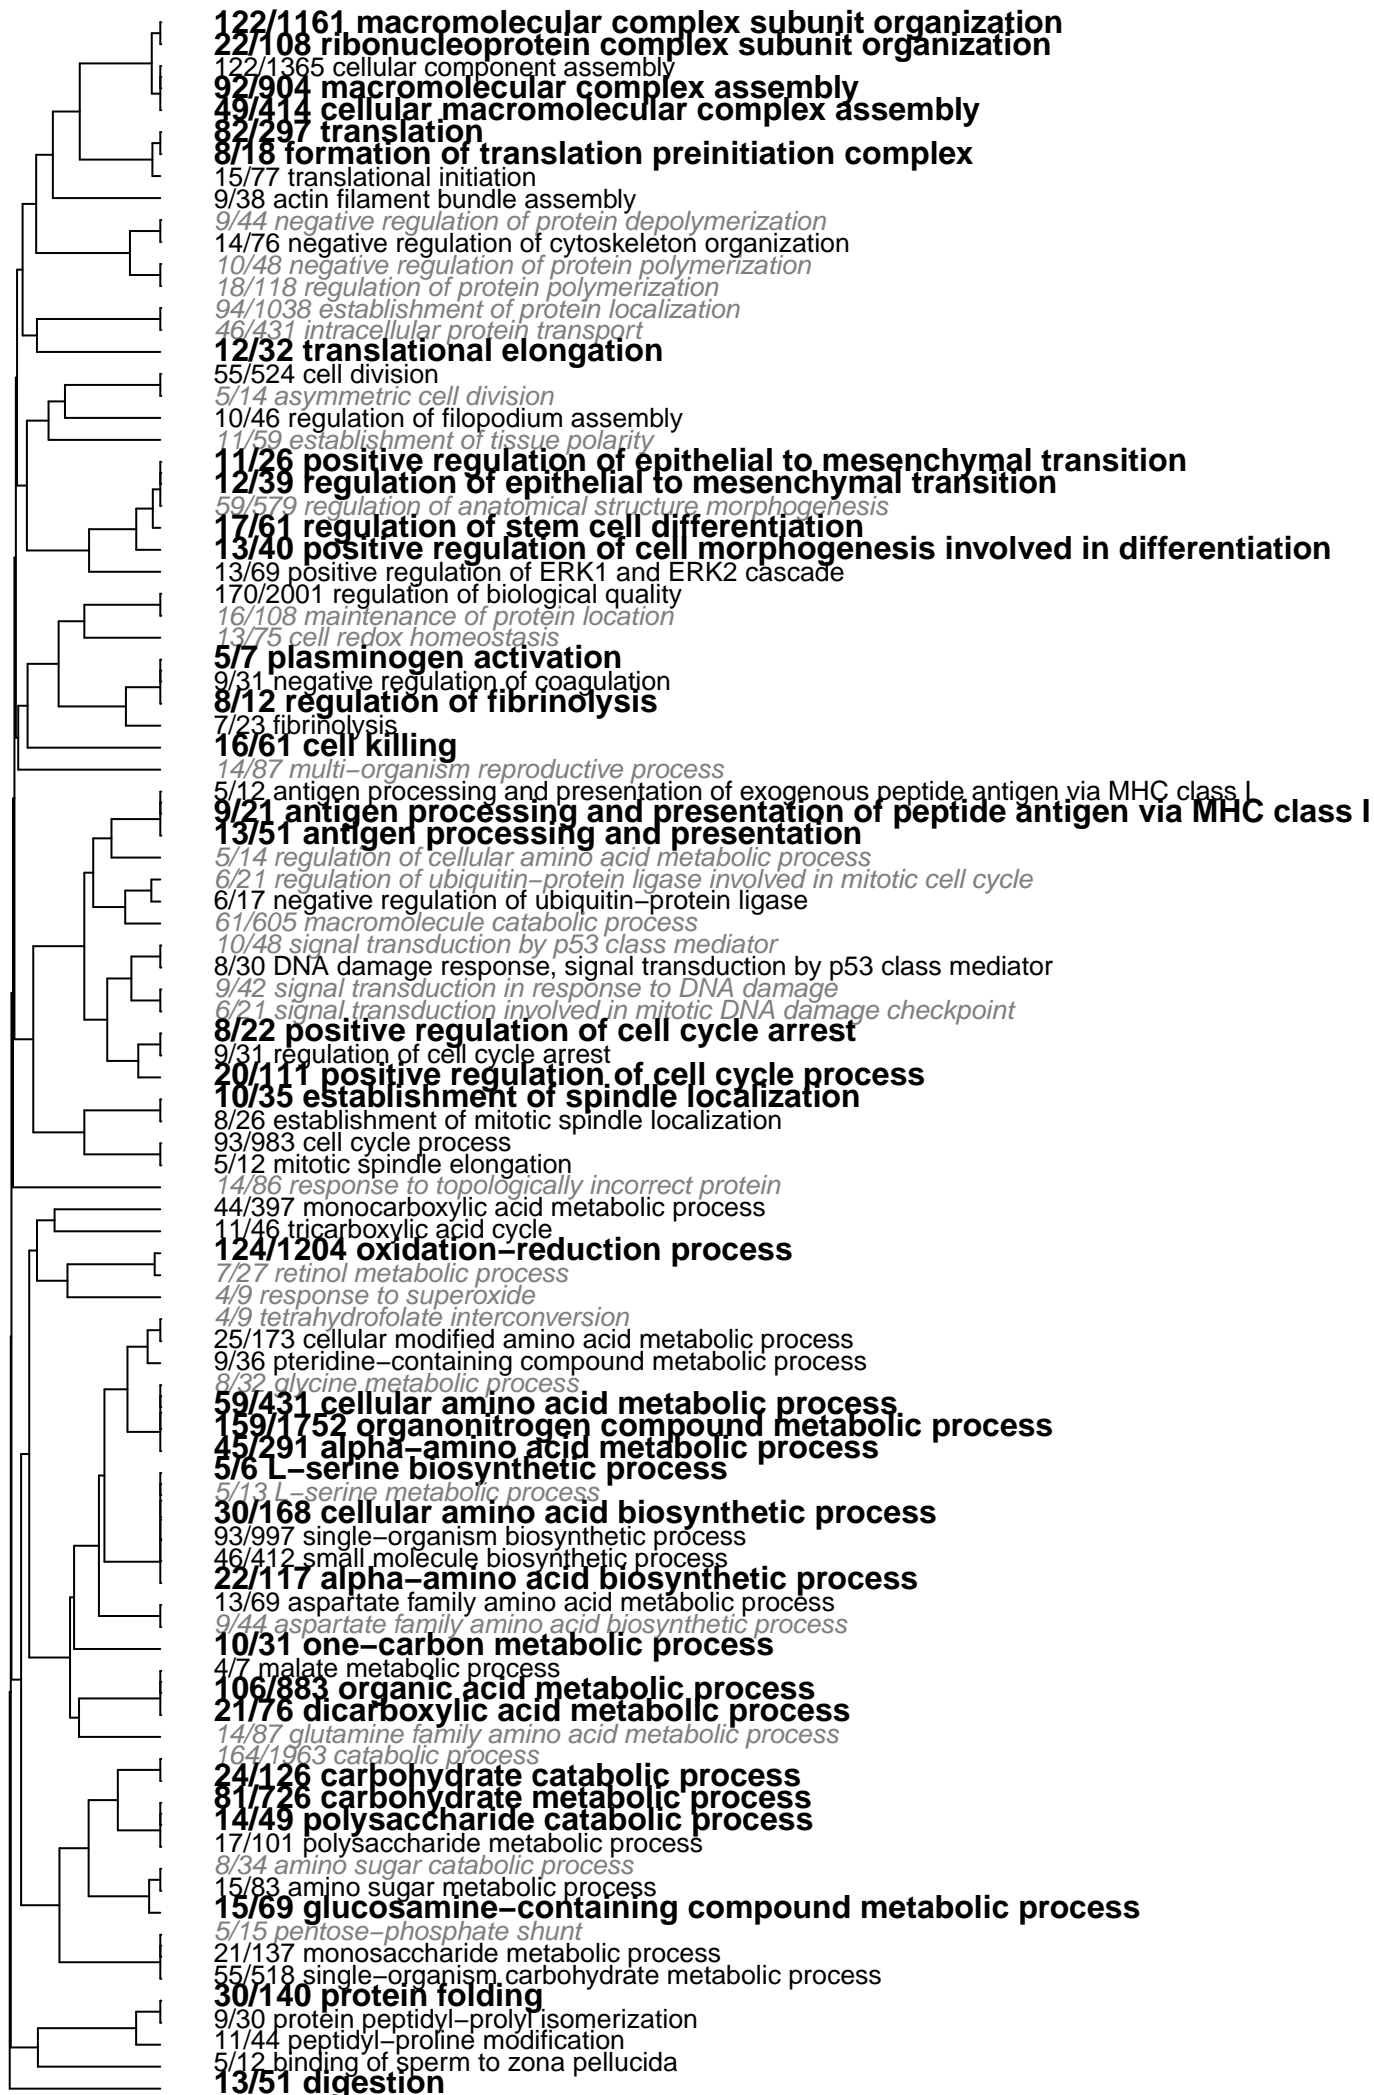 122/1161 macromolecular complex subunit organization
22/108 ribonucleoprotein complex subunit organization
122/1365 cellular component assembly
92/904 macromolecular complex assembly
49/414 cellular macromolecular complex assembly
82/297 translation
8/18 formation of translation preinitiation complex
15/77 translational initiation
9/38 actin filament bundle assembly
9/44 negative regulation of protein depolymerization
14/76 negative regulation of cytoskeleton organization
10/48 negative regulation of protein polymerization
18/118 regulation of protein polymerization
94/1038 establishment of protein localization
46/431 intracellular protein transport
12/32 translational elongation
55/524 cell division
5/14 asymmetric cell division
10/46 regulation of filopodium assembly
11/59 establishment of tissue polarity
11/26 positive regulation of epithelial to mesenchymal transition
12/39 regulation of epithelial to mesenchymal transition
59/579 regulation of anatomical structure morphogenesis
17/61 regulation of stem cell differentiation
13/40 positive regulation of cell morphogenesis involved in differentiation
13/69 positive regulation of ERK1 and ERK2 cascade
170/2001 regulation of biological quality
16/108 maintenance of protein location
13/75 cell redox homeostasis
5/7 plasminogen activation
9/31 negative regulation of coagulation
8/12 regulation of fibrinolysis
7/23 fibrinolysis
16/61 cell killing
14/87 multi−organism reproductive process
5/12 antigen processing and presentation of exogenous peptide antigen via MHC class I
9/21 antigen processing and presentation of peptide antigen via MHC class I
13/51 antigen processing and presentation
5/14 regulation of cellular amino acid metabolic process
6/21 regulation of ubiquitin−protein ligase involved in mitotic cell cycle
6/17 negative regulation of ubiquitin−protein ligase
61/605 macromolecule catabolic process
10/48 signal transduction by p53 class mediator
8/30 DNA damage response, signal transduction by p53 class mediator
9/42 signal transduction in response to DNA damage
6/21 signal transduction involved in mitotic DNA damage checkpoint
8/22 positive regulation of cell cycle arrest
9/31 regulation of cell cycle arrest
20/111 positive regulation of cell cycle process
10/35 establishment of spindle localization
8/26 establishment of mitotic spindle localization
93/983 cell cycle process
5/12 mitotic spindle elongation
14/86 response to topologically incorrect protein
44/397 monocarboxylic acid metabolic process
11/46 tricarboxylic acid cycle
124/1204 oxidation−reduction process
7/27 retinol metabolic process
4/9 response to superoxide
4/9 tetrahydrofolate interconversion
25/173 cellular modified amino acid metabolic process
9/36 pteridine−containing compound metabolic process
8/32 glycine metabolic process
59/431 cellular amino acid metabolic process
159/1752 organonitrogen compound metabolic process
45/291 alpha−amino acid metabolic process
5/6 L−serine biosynthetic process
5/13 L−serine metabolic process
30/168 cellular amino acid biosynthetic process
93/997 single−organism biosynthetic process
46/412 small molecule biosynthetic process
22/117 alpha−amino acid biosynthetic process
13/69 aspartate family amino acid metabolic process
9/44 aspartate family amino acid biosynthetic process
10/31 one−carbon metabolic process
4/7 malate metabolic process
106/883 organic acid metabolic process
21/76 dicarboxylic acid metabolic process
14/87 glutamine family amino acid metabolic process
164/1963 catabolic process
24/126 carbohydrate catabolic process
81/726 carbohydrate metabolic process
14/49 polysaccharide catabolic process
17/101 polysaccharide metabolic process
8/34 amino sugar catabolic process
15/83 amino sugar metabolic process
15/69 glucosamine−containing compound metabolic process
5/15 pentose−phosphate shunt
21/137 monosaccharide metabolic process
55/518 single−organism carbohydrate metabolic process
30/140 protein folding
9/30 protein peptidyl−prolyl isomerization
11/44 peptidyl−proline modification
5/12 binding of sperm to zona pellucida
13/51 digestion